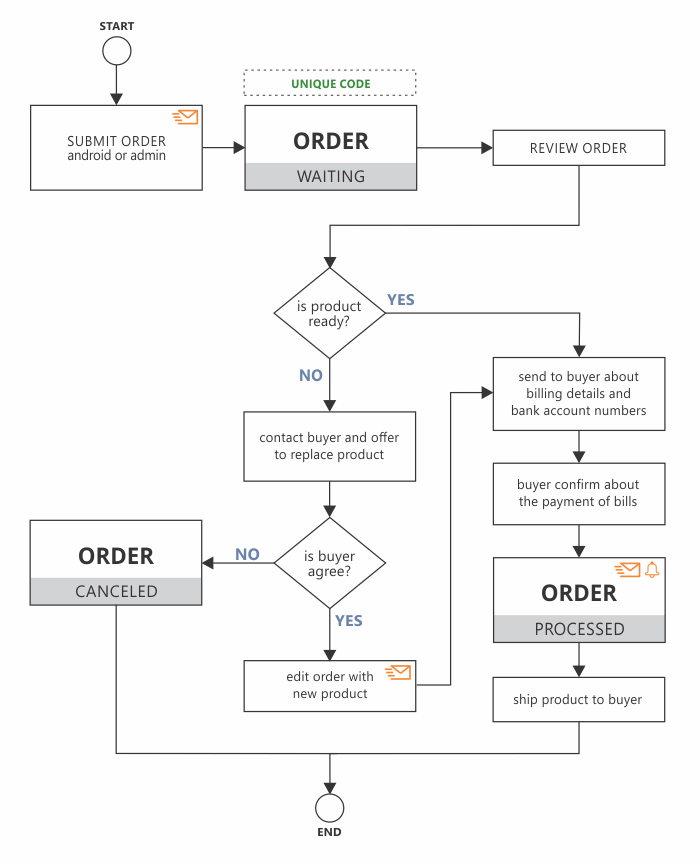 START
UNIQUE CODE
SUBMIT ORDER
android or admin
ORDER
WAITING
REVIEW ORDER
is product
ready?
YES
NO
send to buyer about
billing details and
bank account numbers
contact buyer and offer
to replace product
buyer confirm about
the payment of bills
ORDER
CANCELED
NO
is buyer
agree?
YES
ORDER
PROCESSED
edit order with
new product
ship product to buyer
END